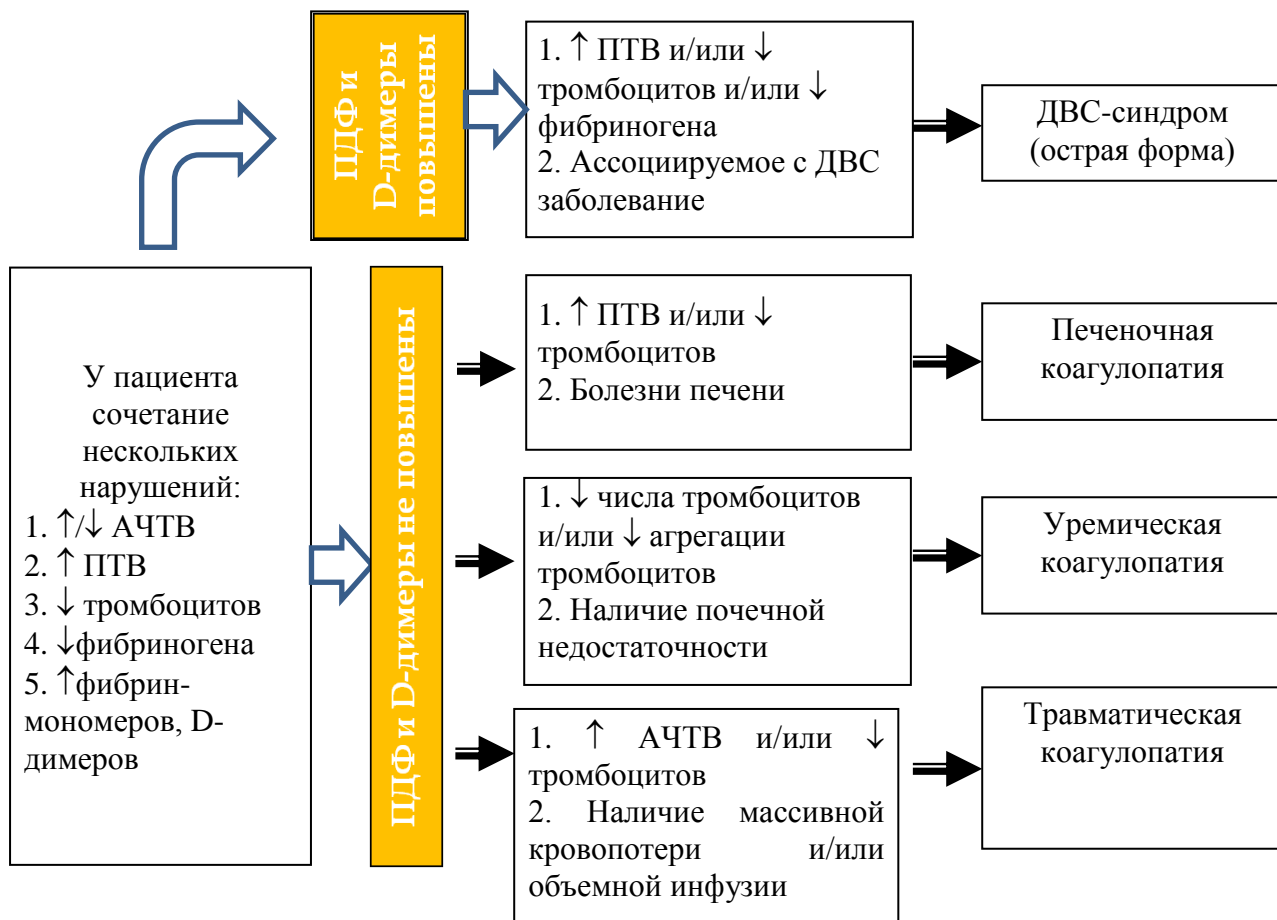 У пациента
сочетание
нескольких
нарушений:
1. ↑/↓ АЧТВ
2. ↑ ПТВ
3. ↓ тромбоцитов
4. ↓фибриногена
5. ↑фибрин-
мономеров, D-
димеров
ПДФ и
D-димеры
повышены
1. ↑ ПТВ и/или ↓
тромбоцитов и/или ↓
фибриногена
2. Ассоциируемое с ДВС
заболевание
ДВС-синдром
(острая форма)
ПДФ и D-димеры не повышены
1. ↑ ПТВ и/или ↓
тромбоцитов
2. Болезни печени
Печеночная
коагулопатия
1. ↓ числа тромбоцитов
и/или ↓ агрегации
тромбоцитов
2. Наличие почечной
недостаточности
Уремическая
коагулопатия
1. ↑ АЧТВ и/или ↓
тромбоцитов
2. Наличие массивной
кровопотери и/или
объемной инфузии
Травматическая
коагулопатия